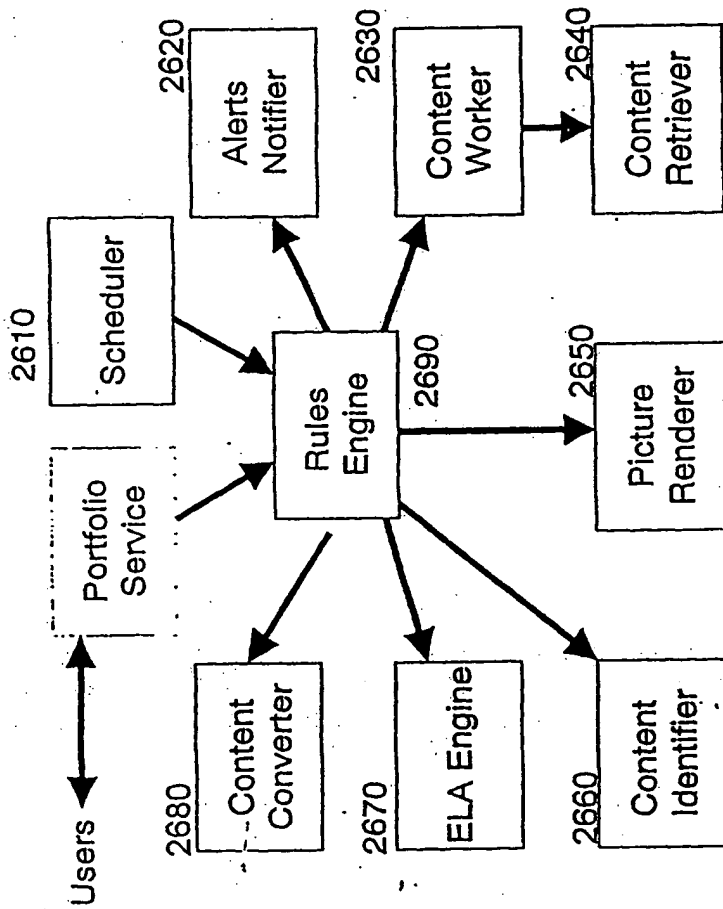 Users
Portfolio
Service
2610
Scheduler
2620
Alerts
Notifier
2680
Content
Converter
Rules
Engine
2690
2630
Content
Worker
2670
ELA Engine
2660
Content
Identifier
2650
Picture
Renderer
2640
Content
Retriever